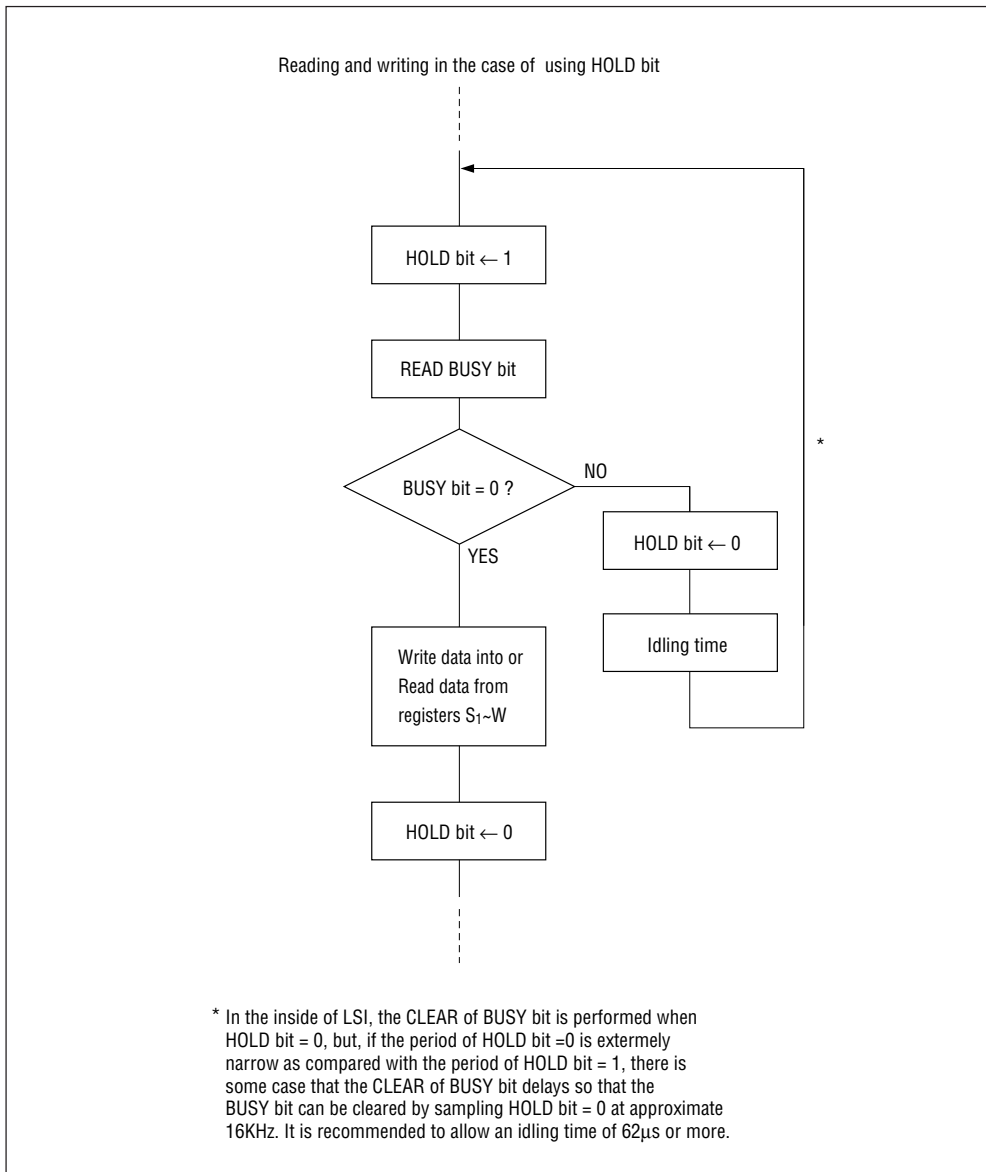 Reading and writing in the case of using HOLD bit
HOLD bit ← 1
READ BUSY bit
BUSY bit = 0 ?
NO
YES
*
HOLD bit ← 0
Idling time
Write data into or
Read data from
registers S₁~W
HOLD bit ← 0
* In the inside of LSI, the CLEAR of BUSY bit is performed when
HOLD bit = 0, but, if the period of HOLD bit =0 is extermely
narrow as compared with the period of HOLD bit = 1, there is
some case that the CLEAR of BUSY bit delays so that the
BUSY bit can be cleared by sampling HOLD bit = 0 at approximate
16KHz. It is recommended to allow an idling time of 62µs or more.